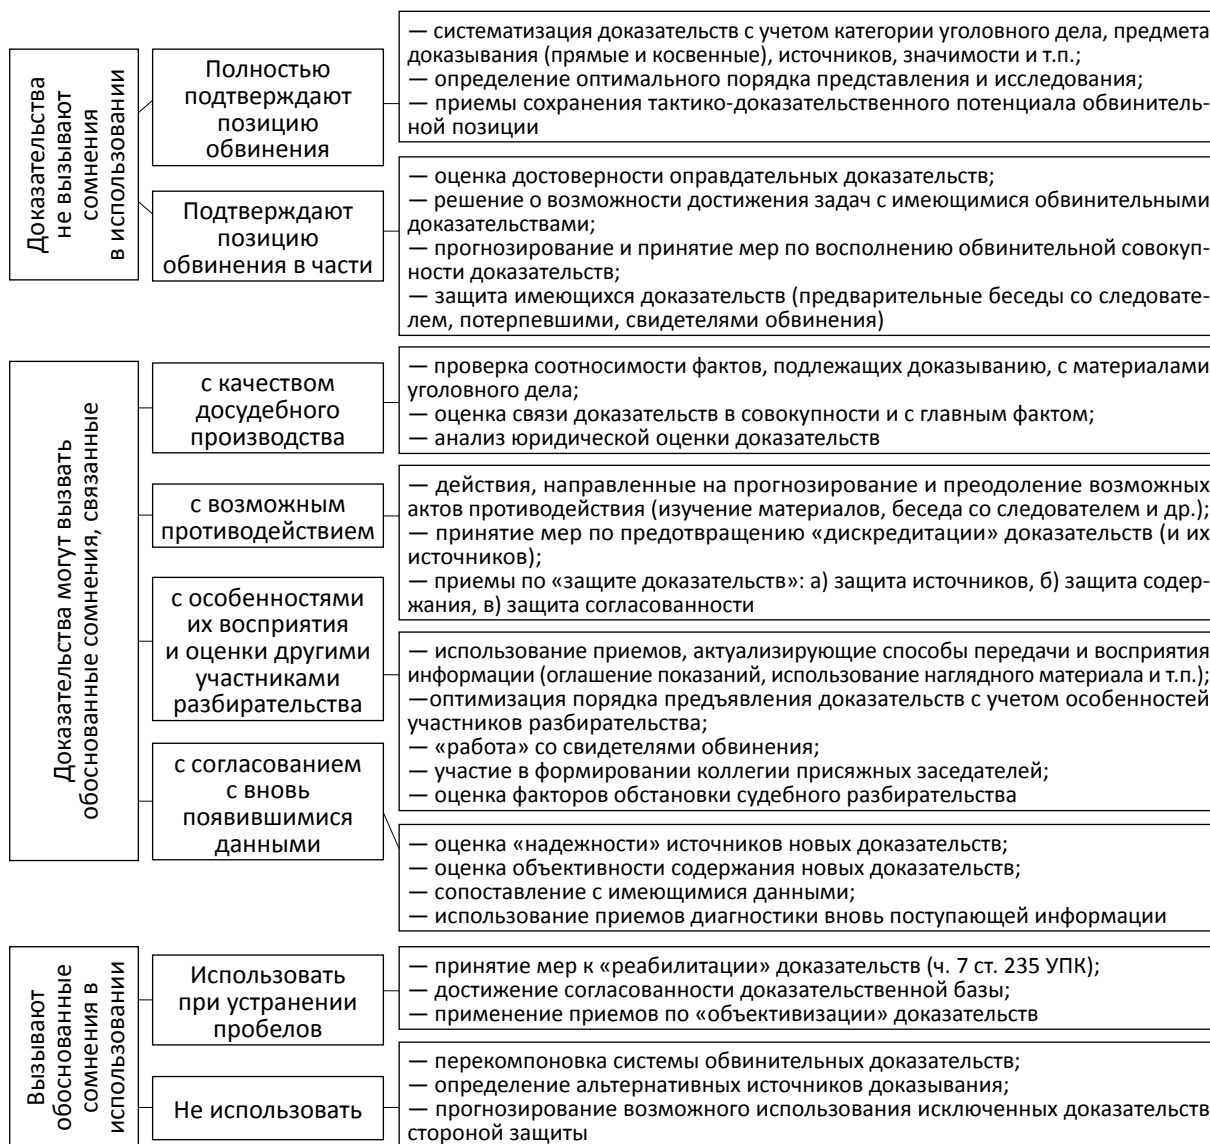 Доказательства
не вызывают
сомнения
в использовании
Полностью
подтверждают
позицию
обвинения
— систематизация доказательств с учетом категории уголовного дела, предмета
доказывания (прямые и косвенные), источников, значимости и т.п.;
— определение оптимального порядка представления и исследования;
— приемы сохранения тактико-доказательственного потенциала обвинитель-
ной позиции
Подтверждают
позицию
обвинения в части
— оценка достоверности оправдательных доказательств;
— решение о возможности достижения задач с имеющимися обвинительными
доказательствами;
— прогнозирование и принятие мер по восполнению обвинительной совокуп-
ности доказательств;
— защита имеющихся доказательств (предварительные беседы со следовате-
лем, потерпевшими, свидетелями обвинения)
Доказательства могут вызвать
обоснованные сомнения, связанные
с качеством
досудебного
производства
— проверка соотносимости фактов, подлежащих доказыванию, с материалами
уголовного дела;
— оценка связи доказательств в совокупности и с главным фактом;
— анализ юридической оценки доказательств
с возможным
противодействием
— действия, направленные на прогнозирование и преодоление возможных
актов противодействия (изучение материалов, беседа со следователем и др.);
— принятие мер по предотвращению «дискредитации» доказательств (и их
источников);
— приемы по «защите доказательств»: а) защита источников, б) защита содер-
жания, в) защита согласованности
с особенностями
их восприятия
и оценки другими
участниками
разбирательства
— использование приемов, актуализирующие способы передачи и восприятия
информации (оглашение показаний, использование наглядного материала и т.п.);
—оптимизация порядка предъявления доказательств с учетом особенностей
участников разбирательства;
— «работа» со свидетелями обвинения;
— участие в формировании коллегии присяжных заседателей;
— оценка факторов обстановки судебного разбирательства
с согласованием
с вновь
появившимися
данными
— оценка «надежности» источников новых доказательств;
— оценка объективности содержания новых доказательств;
— сопоставление с имеющимися данными;
— использование приемов диагностики вновь поступающей информации
Вызывают
обоснованные
сомнения в
использовании
Использовать
при устранении
пробелов
— принятие мер к «реабилитации» доказательств (ч. 7 ст. 235 УПК);
— достижение согласованности доказательственной базы;
— применение приемов по «объективизации» доказательств
Не использовать
— перекомпоновка системы обвинительных доказательств;
— определение альтернативных источников доказывания;
— прогнозирование возможного использования исключенных доказательств
стороной защиты